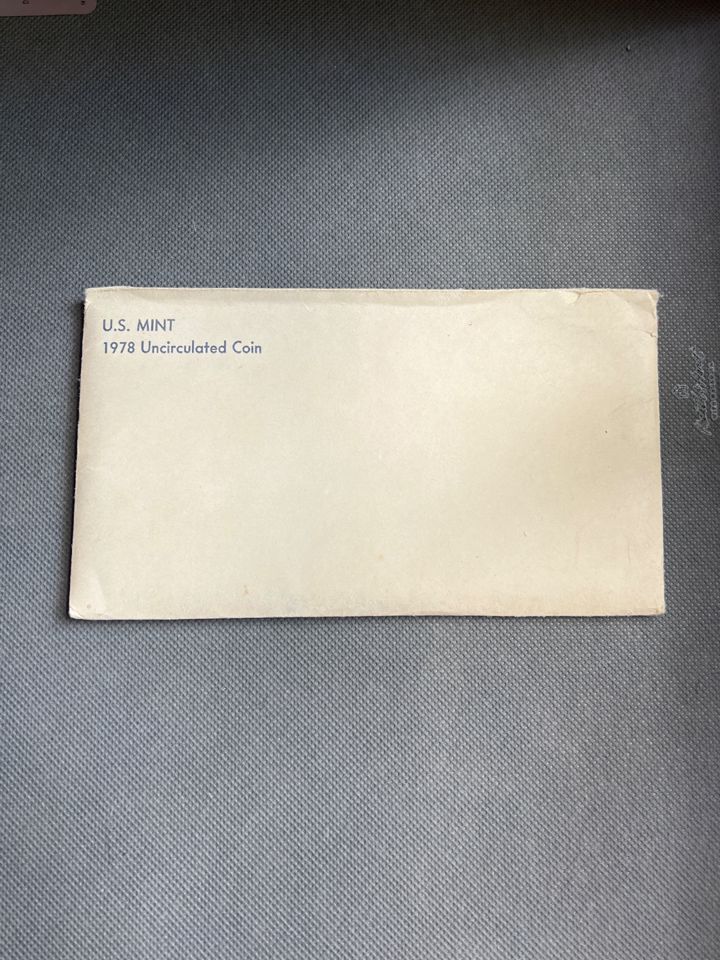 U.S. MINT
1978 Uncirculated Coin